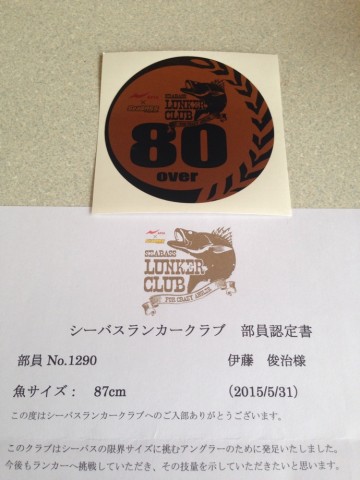 SEABASS
LUNKER
CLUB
80
over
SEABASS
LUNKER
CLUB
FOR CRAZY ANGLER
シーバスランカークラブ　部員認定書
部員 No.1290　伊藤　俊治様
魚サイズ：　87cm　（2015/5/31）
この度はシーバスランカークラブへのご入部ありがとうございます。
このクラブはシーバスの限界サイズに挑むアングラーのために発足いたしました。
今後もランカーへ挑戦していただき、その技量を示していただきたいと思います。